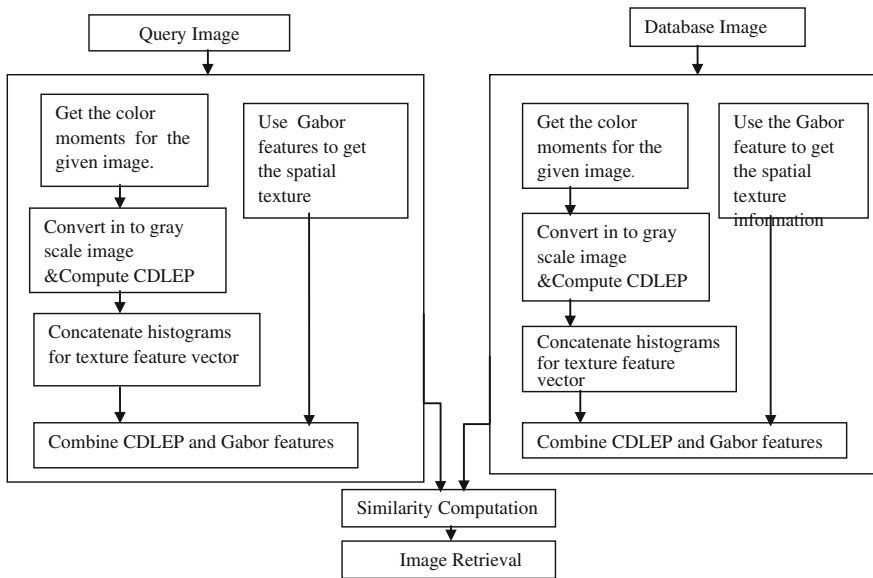 Query Image
Get the color
moments for the
given image.
Use Gabor
features to get
the spatial
texture
Convert in to gray
scale image
&Compute CDLEP
Concatenate histograms
for texture feature vector
Combine CDLEP and Gabor features
Database Image
Get the color
moments for the
given image.
Use the Gabor
feature to get
the spatial
texture
information
Convert in to gray
scale image
&Compute CDLEP
Concatenate histograms
for texture feature
vector
Combine CDLEP and Gabor features
Similarity Computation
Image Retrieval